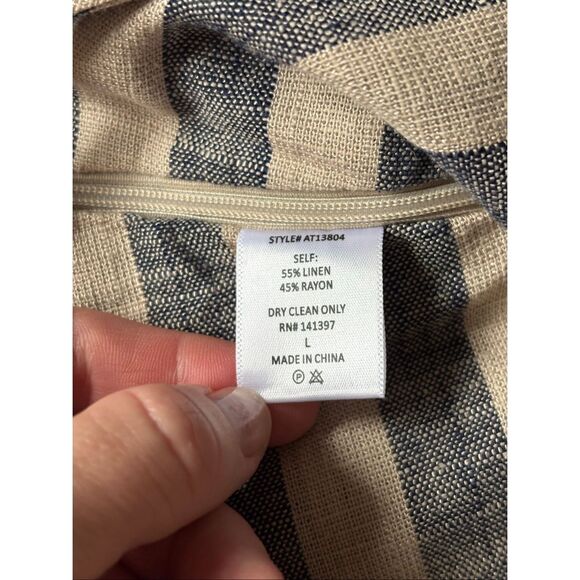 STYLE# AT13804
SELF:
55% LINEN
45% RAYON
DRY CLEAN ONLY
RN# 141397
L
MADE IN CHINA
P